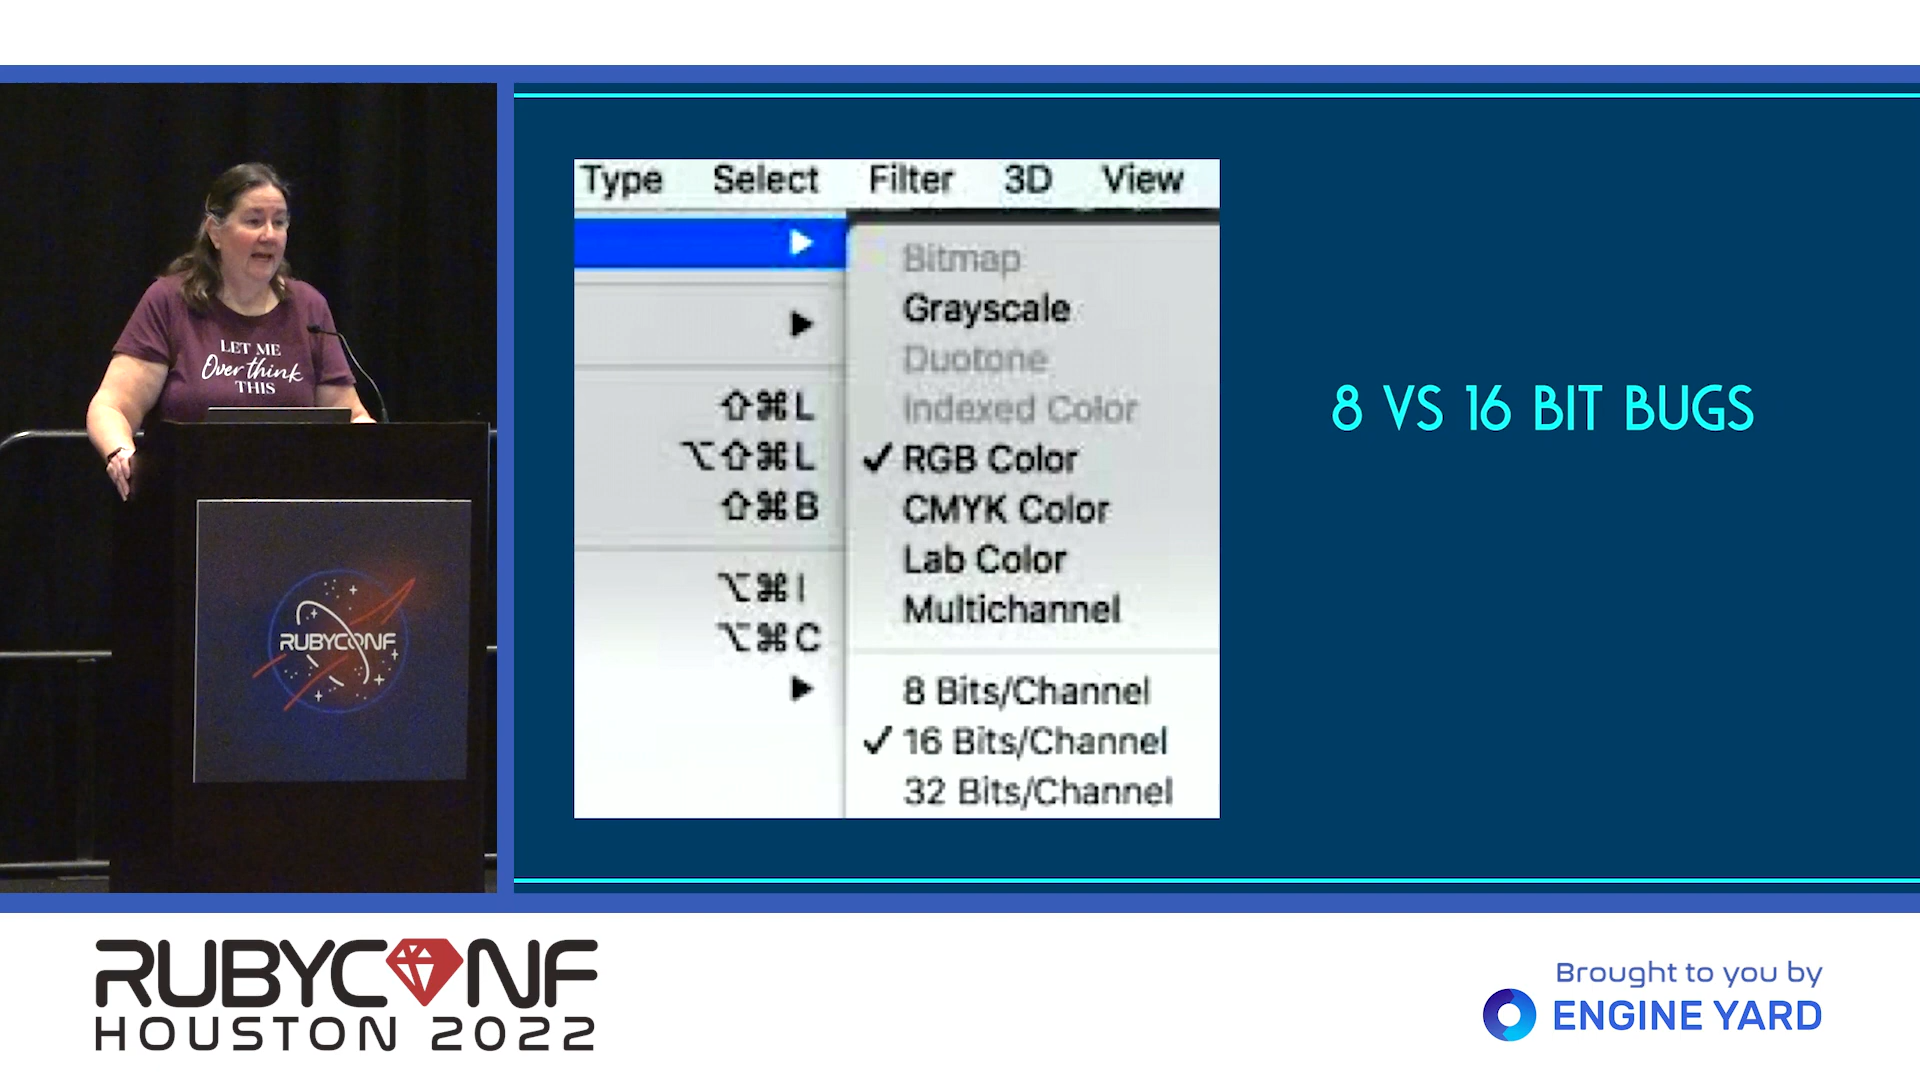 LET ME
Over think
THIS
RUBYCONF
Type Select Filter 3D View
Bitmap
Grayscale
Duotone
Indexed Color
⇧⌘L
⌥⇧⌘L
⇧⌘B
⌥⌘I
⌥⌘C
✓ RGB Color
CMYK Color
Lab Color
Multichannel
8 Bits/Channel
✓ 16 Bits/Channel
32 Bits/Channel
8 VS 16 BIT BUGS
RUBYCONF
HOUSTON 2022
Brought to you by
ENGINE YARD